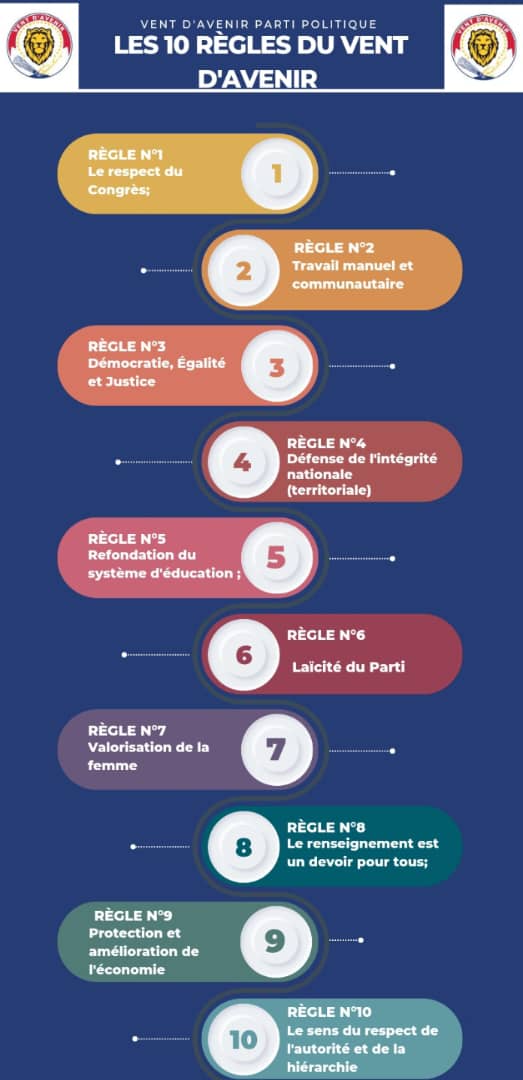 VENT D'AVENIR
VENT D'AVENIR PARTI POLITIQUE
LES 10 RÈGLES DU VENT
D'AVENIR
VENT D'AVENIR
RÈGLE N°1
Le respect du
Congrès;
1
2
RÈGLE N°2
Travail manuel et
communautaire
RÈGLE N°3
Démocratie, Égalité
et Justice
3
4
RÈGLE N°4
Défense de l'intégrité
nationale
(territoriale)
RÈGLE N°5
Refondation du
système d'éducation ;
5
6
RÈGLE N°6
Laïcité du Parti
RÈGLE N°7
Valorisation de la
femme
7
8
RÈGLE N°8
Le renseignement est
un devoir pour tous;
RÈGLE N°9
Protection et
amélioration de
l'économie
9
10
RÈGLE N°10
Le sens du respect de
l'autorité et de la
hiérarchie